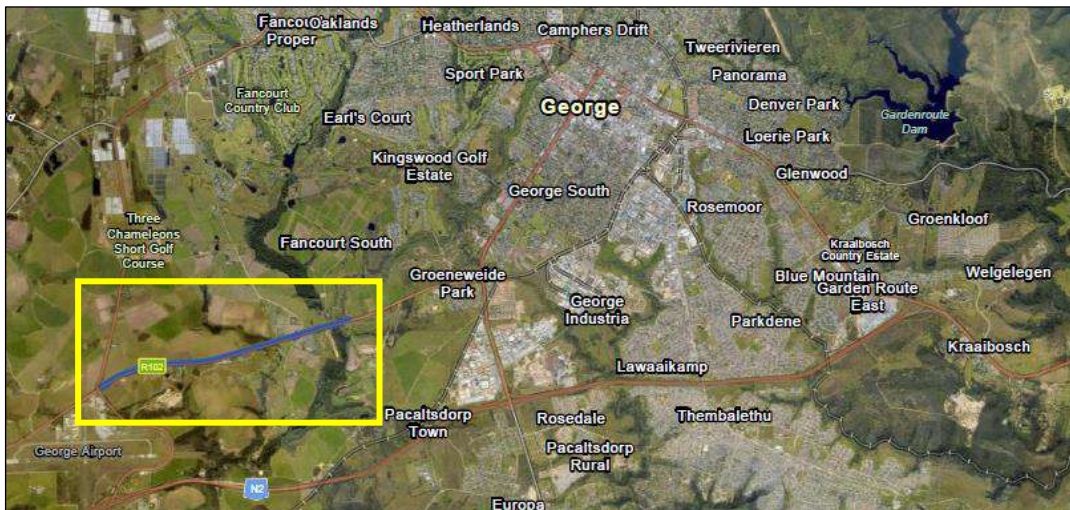 Fancourt
Proper
Oaklands
Heatherlands
Camphers Drift
Tweerivieren
Sport Park
Panorama
Fancourt
Country Club
George
Denver Park
Gardenroute
Dam
Earl's Court
Loerie Park
Kingswood Golf
Estate
Glenwood
George South
Rosemoor
Groenkloof
Three
Chameleons
Short Golf
Course
Fancourt South
Kraaibosch
Country Estate
Groeneweide
Park
Blue Mountain
Welgelegen
Garden Route
East
George
Industria
Parkdene
Kraaibosch
R102
Lawaaikamp
Pacaltsdorp
Town
Rosedale
Thembalethu
George Airport
Pacaltsdorp
Rural
N2
Europa